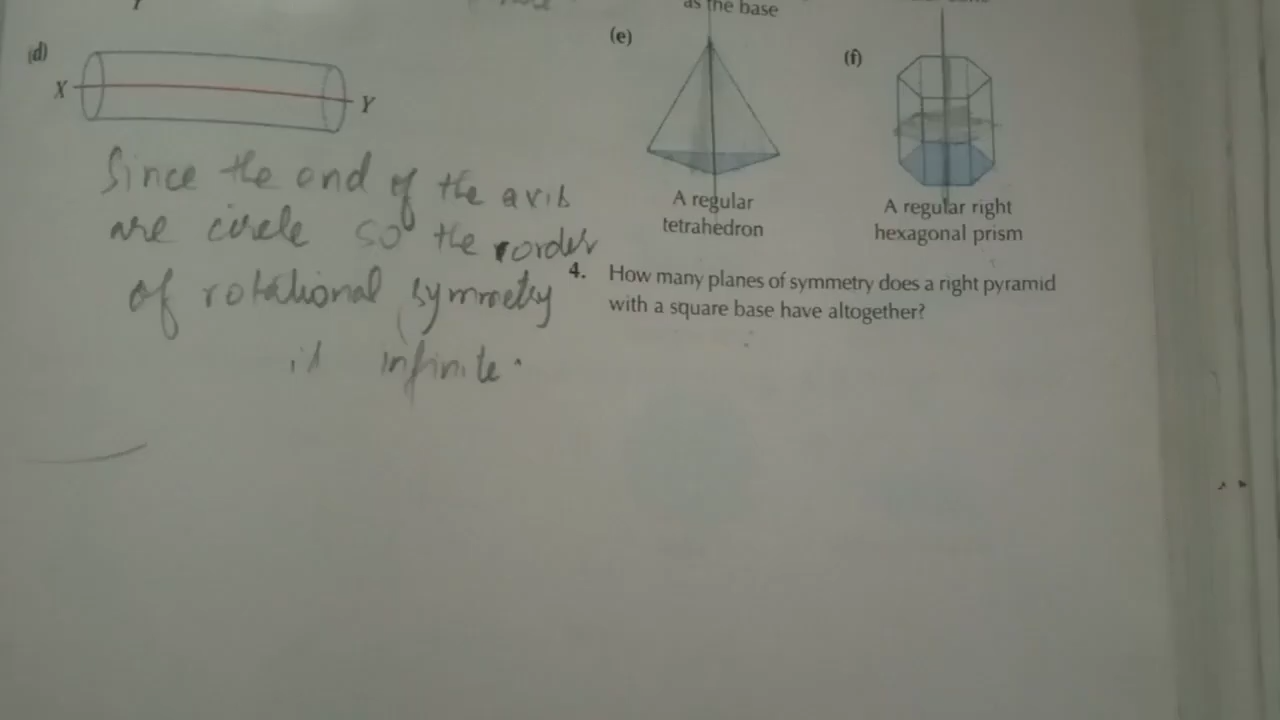 as the base
(d)
X
Y
Since the end of the axis
are circle so the order
of rotational symmetry
is infinite.
(e)
A regular
tetrahedron
(f)
A regular right
hexagonal prism
4. How many planes of symmetry does a right pyramid
with a square base have altogether?